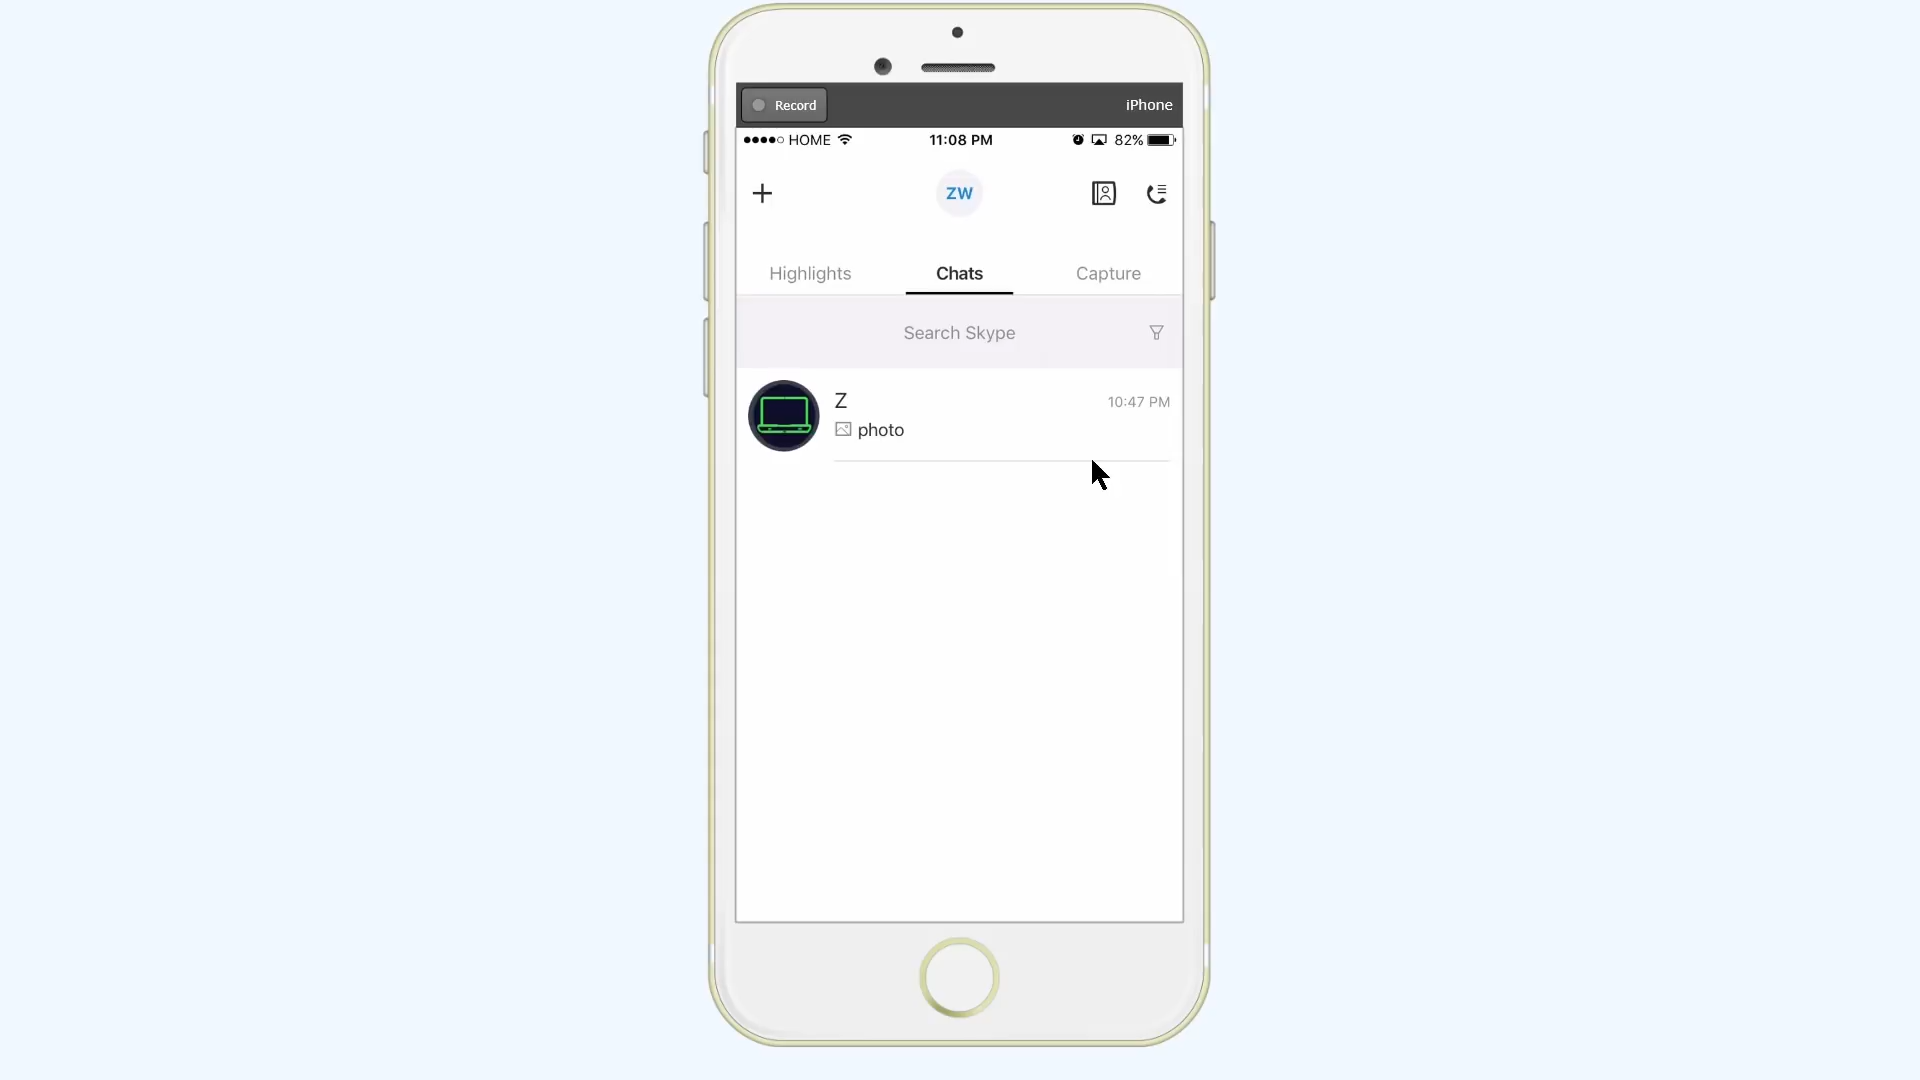 Record iPhone
HOME 11:08 PM 82%
ZW
Highlights Chats Capture
Search Skype
Z 10:47 PM
photo